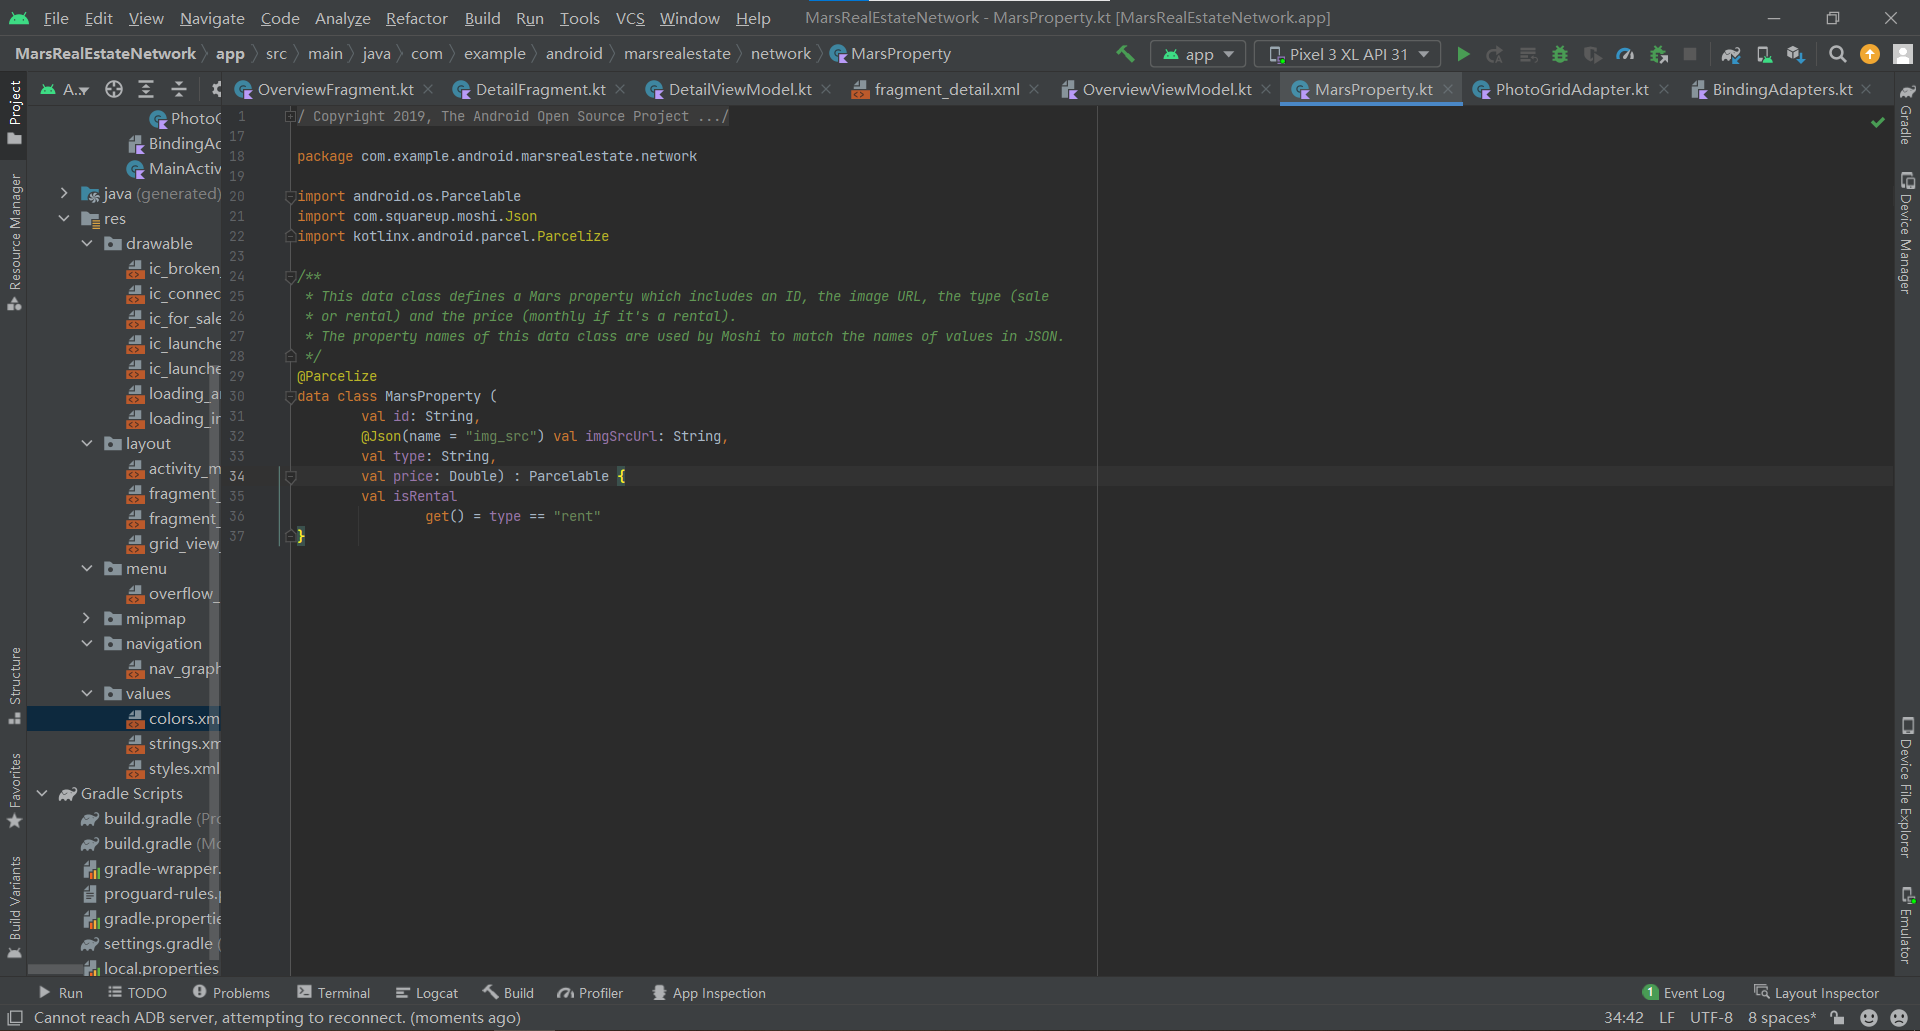 File Edit View Navigate Code Analyze Refactor Build Run Tools VCS Window Help MarsRealEstateNetwork - MarsProperty.kt [MarsRealEstateNetwork.app]
MarsRealEstateNetwork app src main java com example android marsrealestate network MarsProperty app Pixel 3 XL API 31
A... OverviewFragment.kt DetailFragment.kt DetailViewModel.kt fragment_detail.xml OverviewViewModel.kt MarsProperty.kt PhotoGridAdapter.kt BindingAdapters.kt
Project
Resource Manager
Structure
Favorites
Build Variants
PhotoG
BindingAd
MainActiv
java (generated)
res
drawable
ic_broken_
ic_connec
ic_for_sale
ic_launche
ic_launche
loading_a
loading_i
layout
activity_m
fragment_
fragment_
grid_view_
menu
overflow_
mipmap
navigation
nav_graph
values
colors.xm
strings.xm
styles.xml
Gradle Scripts
build.gradle (Pro
build.gradle (Mo
gradle-wrapper.
proguard-rules.p
gradle.propertie
settings.gradle (
local.properties
1 / Copyright 2019, The Android Open Source Project .../
17
18 package com.example.android.marsrealestate.network
19
20 import android.os.Parcelable
21 import com.squareup.moshi.Json
22 import kotlinx.android.parcel.Parcelize
23
24 /**
25 * This data class defines a Mars property which includes an ID, the image URL, the type (sale
26 * or rental) and the price (monthly if it's a rental).
27 * The property names of this data class are used by Moshi to match the names of values in JSON.
28 */
29 @Parcelize
30 data class MarsProperty (
31 val id: String,
32 @Json(name = "img_src") val imgSrcUrl: String,
33 val type: String,
34 val price: Double) : Parcelable {
35 val isRental
36 get() = type == "rent"
37 }
Gradle
Device Manager
Device File Explorer
Emulator
Run TODO Problems Terminal Logcat Build Profiler App Inspection 1 Event Log Layout Inspector
Cannot reach ADB server, attempting to reconnect. (moments ago) 34:42 LF UTF-8 8 spaces*